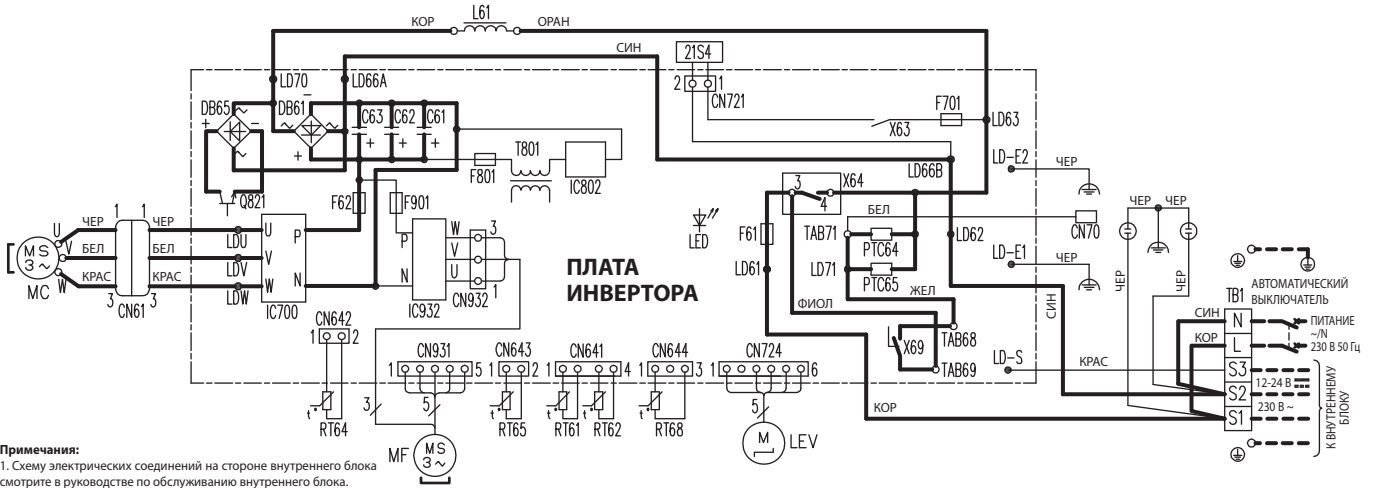 L61
КОР
ОРАН
СИН
21S4
LD70
LD66A
2
1
CN721
DB65
DB61
C63
C62
C61
F701
X63
LD63
T801
F801
IC802
LD66B
LD-E2
ЧЕР
Q821
F62
F901
3
X64
4
БЕЛ
CN70
ЧЕР
ЧЕР
U
ЧЕР
1
1
ЧЕР
LDU
U
P
MS
3~
V
БЕЛ
БЕЛ
LDV
V
W
КРАС
КРАС
LDW
W
N
MC
3
3
CN61
IC700
P
N
W
V
U
3
1
IC932
CN932
LED
F61
LD61
TAB71
PTC64
LD71
PTC65
LD62
LD-E1
ЧЕР
ПЛАТА
ИНВЕРТОРА
ФИОЛ
ЖЕЛ
СИН
X69
TAB68
TAB69
LD-S
КРАС
ЧЕР
ЧЕР
TB1
АВТОМАТИЧЕСКИЙ
ВЫКЛЮЧАТЕЛЬ
СИН
N
ПИТАНИЕ
~/N
КОР
L
230 В 50 Гц
S3
12-24 В
S2
230 В ~
S1
К ВНУТРЕННЕМУ
БЛОКУ
CN642
1
2
CN931
1
5
CN643
1
2
CN641
1
4
CN644
1
3
CN724
1
6
КОР
t°
RT64
3
5
t°
RT65
t°
RT61
t°
RT62
t°
RT68
5
MF
MS
3~
M
LEV
Примечания:
1. Схему электрических соединений на стороне внутреннего блока
смотрите в руководстве по обслуживанию внутреннего блока.